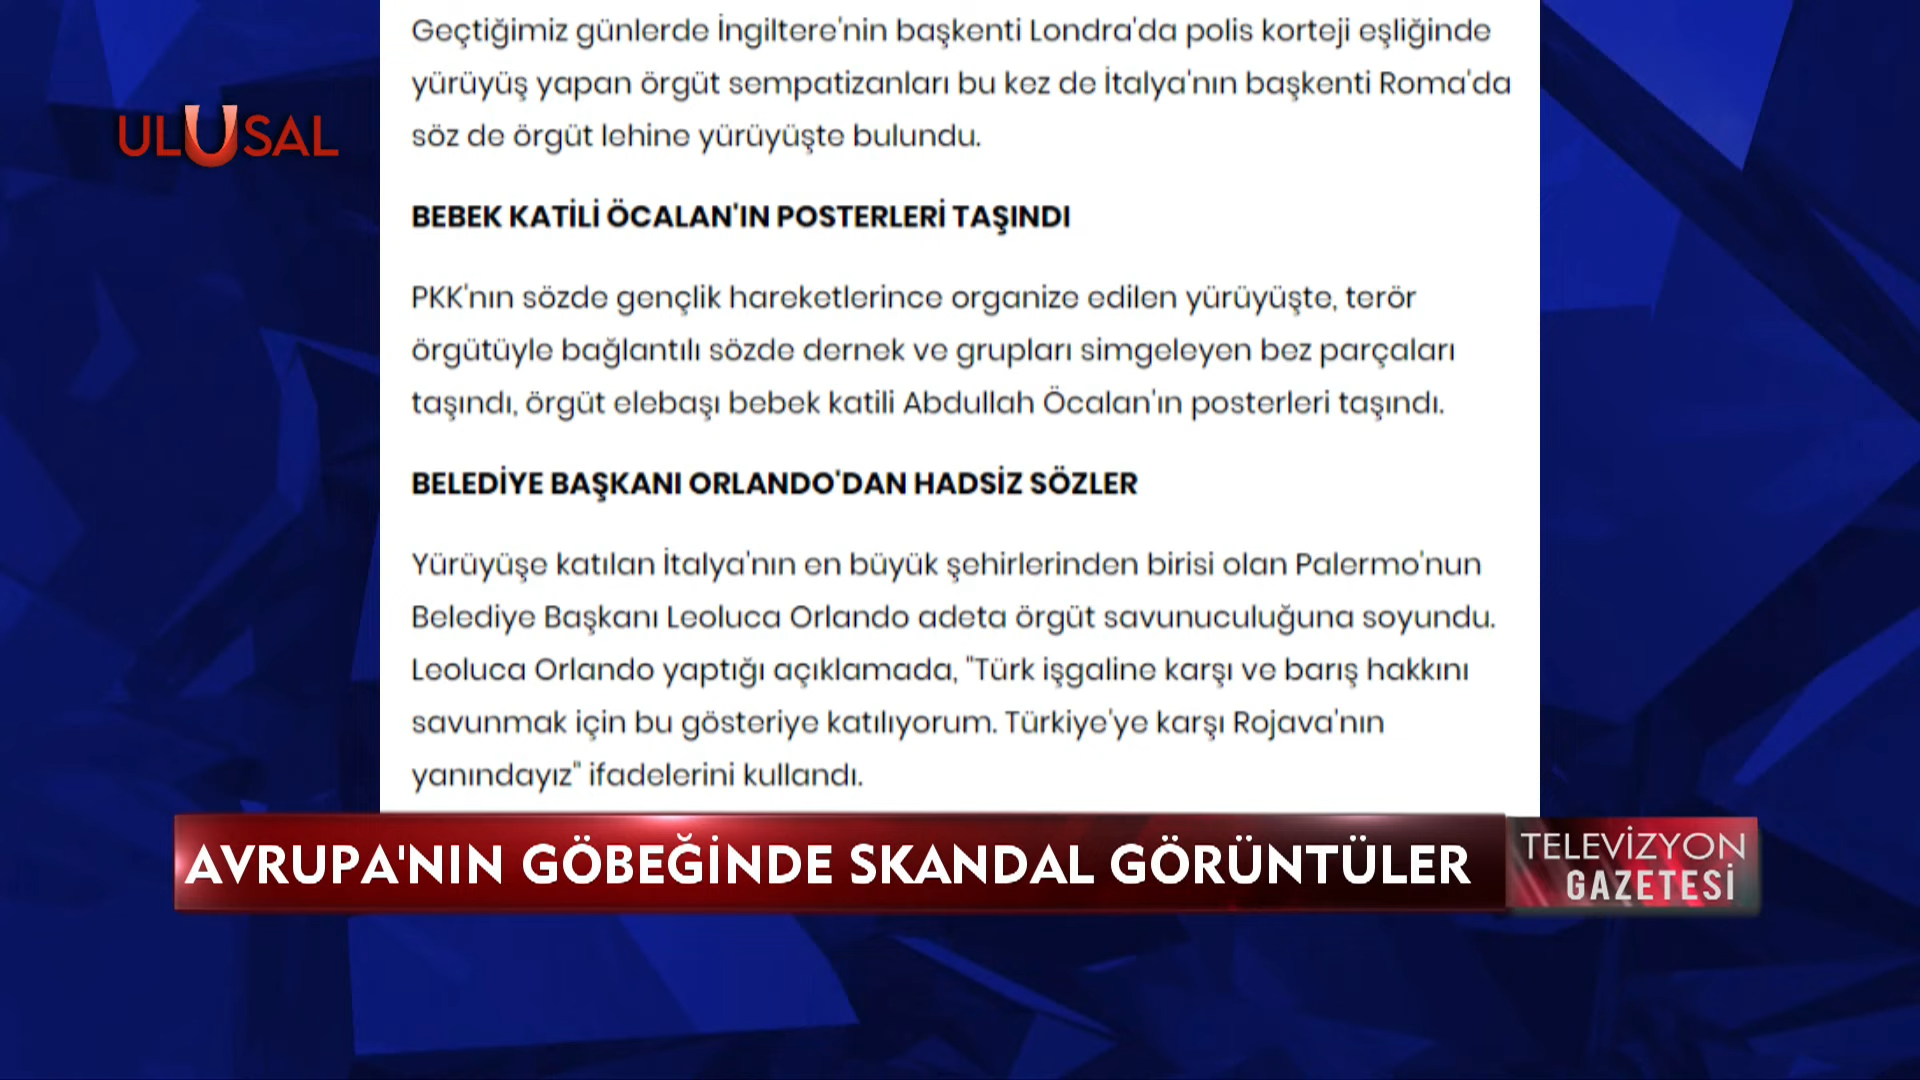 Geçtiğimiz günlerde İngiltere'nin başkenti Londra'da polis korteji eşliğinde
yürüyüş yapan örgüt sempatizanları bu kez de İtalya'nın başkenti Roma'da
söz de örgüt lehine yürüyüşte bulundu.
ULUSAL
BEBEK KATİLİ ÖCALAN'IN POSTERLERİ TAŞINDI
PKK'nın sözde gençlik hareketlerince organize edilen yürüyüşte, terör
örgütüyle bağlantılı sözde dernek ve grupları simgeleyen bez parçaları
taşındı, örgüt elebaşı bebek katili Abdullah Öcalan'ın posterleri taşındı.
BELEDİYE BAŞKANI ORLANDO'DAN HADSİZ SÖZLER
Yürüyüşe katılan İtalya'nın en büyük şehirlerinden birisi olan Palermo'nun
Belediye Başkanı Leoluca Orlando adeta örgüt savunuculuğuna soyundu.
Leoluca Orlando yaptığı açıklamada, "Türk işgaline karşı ve barış hakkını
savunmak için bu gösteriye katılıyorum. Türkiye'ye karşı Rojava'nın
yanındayız" ifadelerini kullandı.
AVRUPA'NIN GÖBEĞİNDE SKANDAL GÖRÜNTÜLER
TELEVİZYON
GAZETESİ